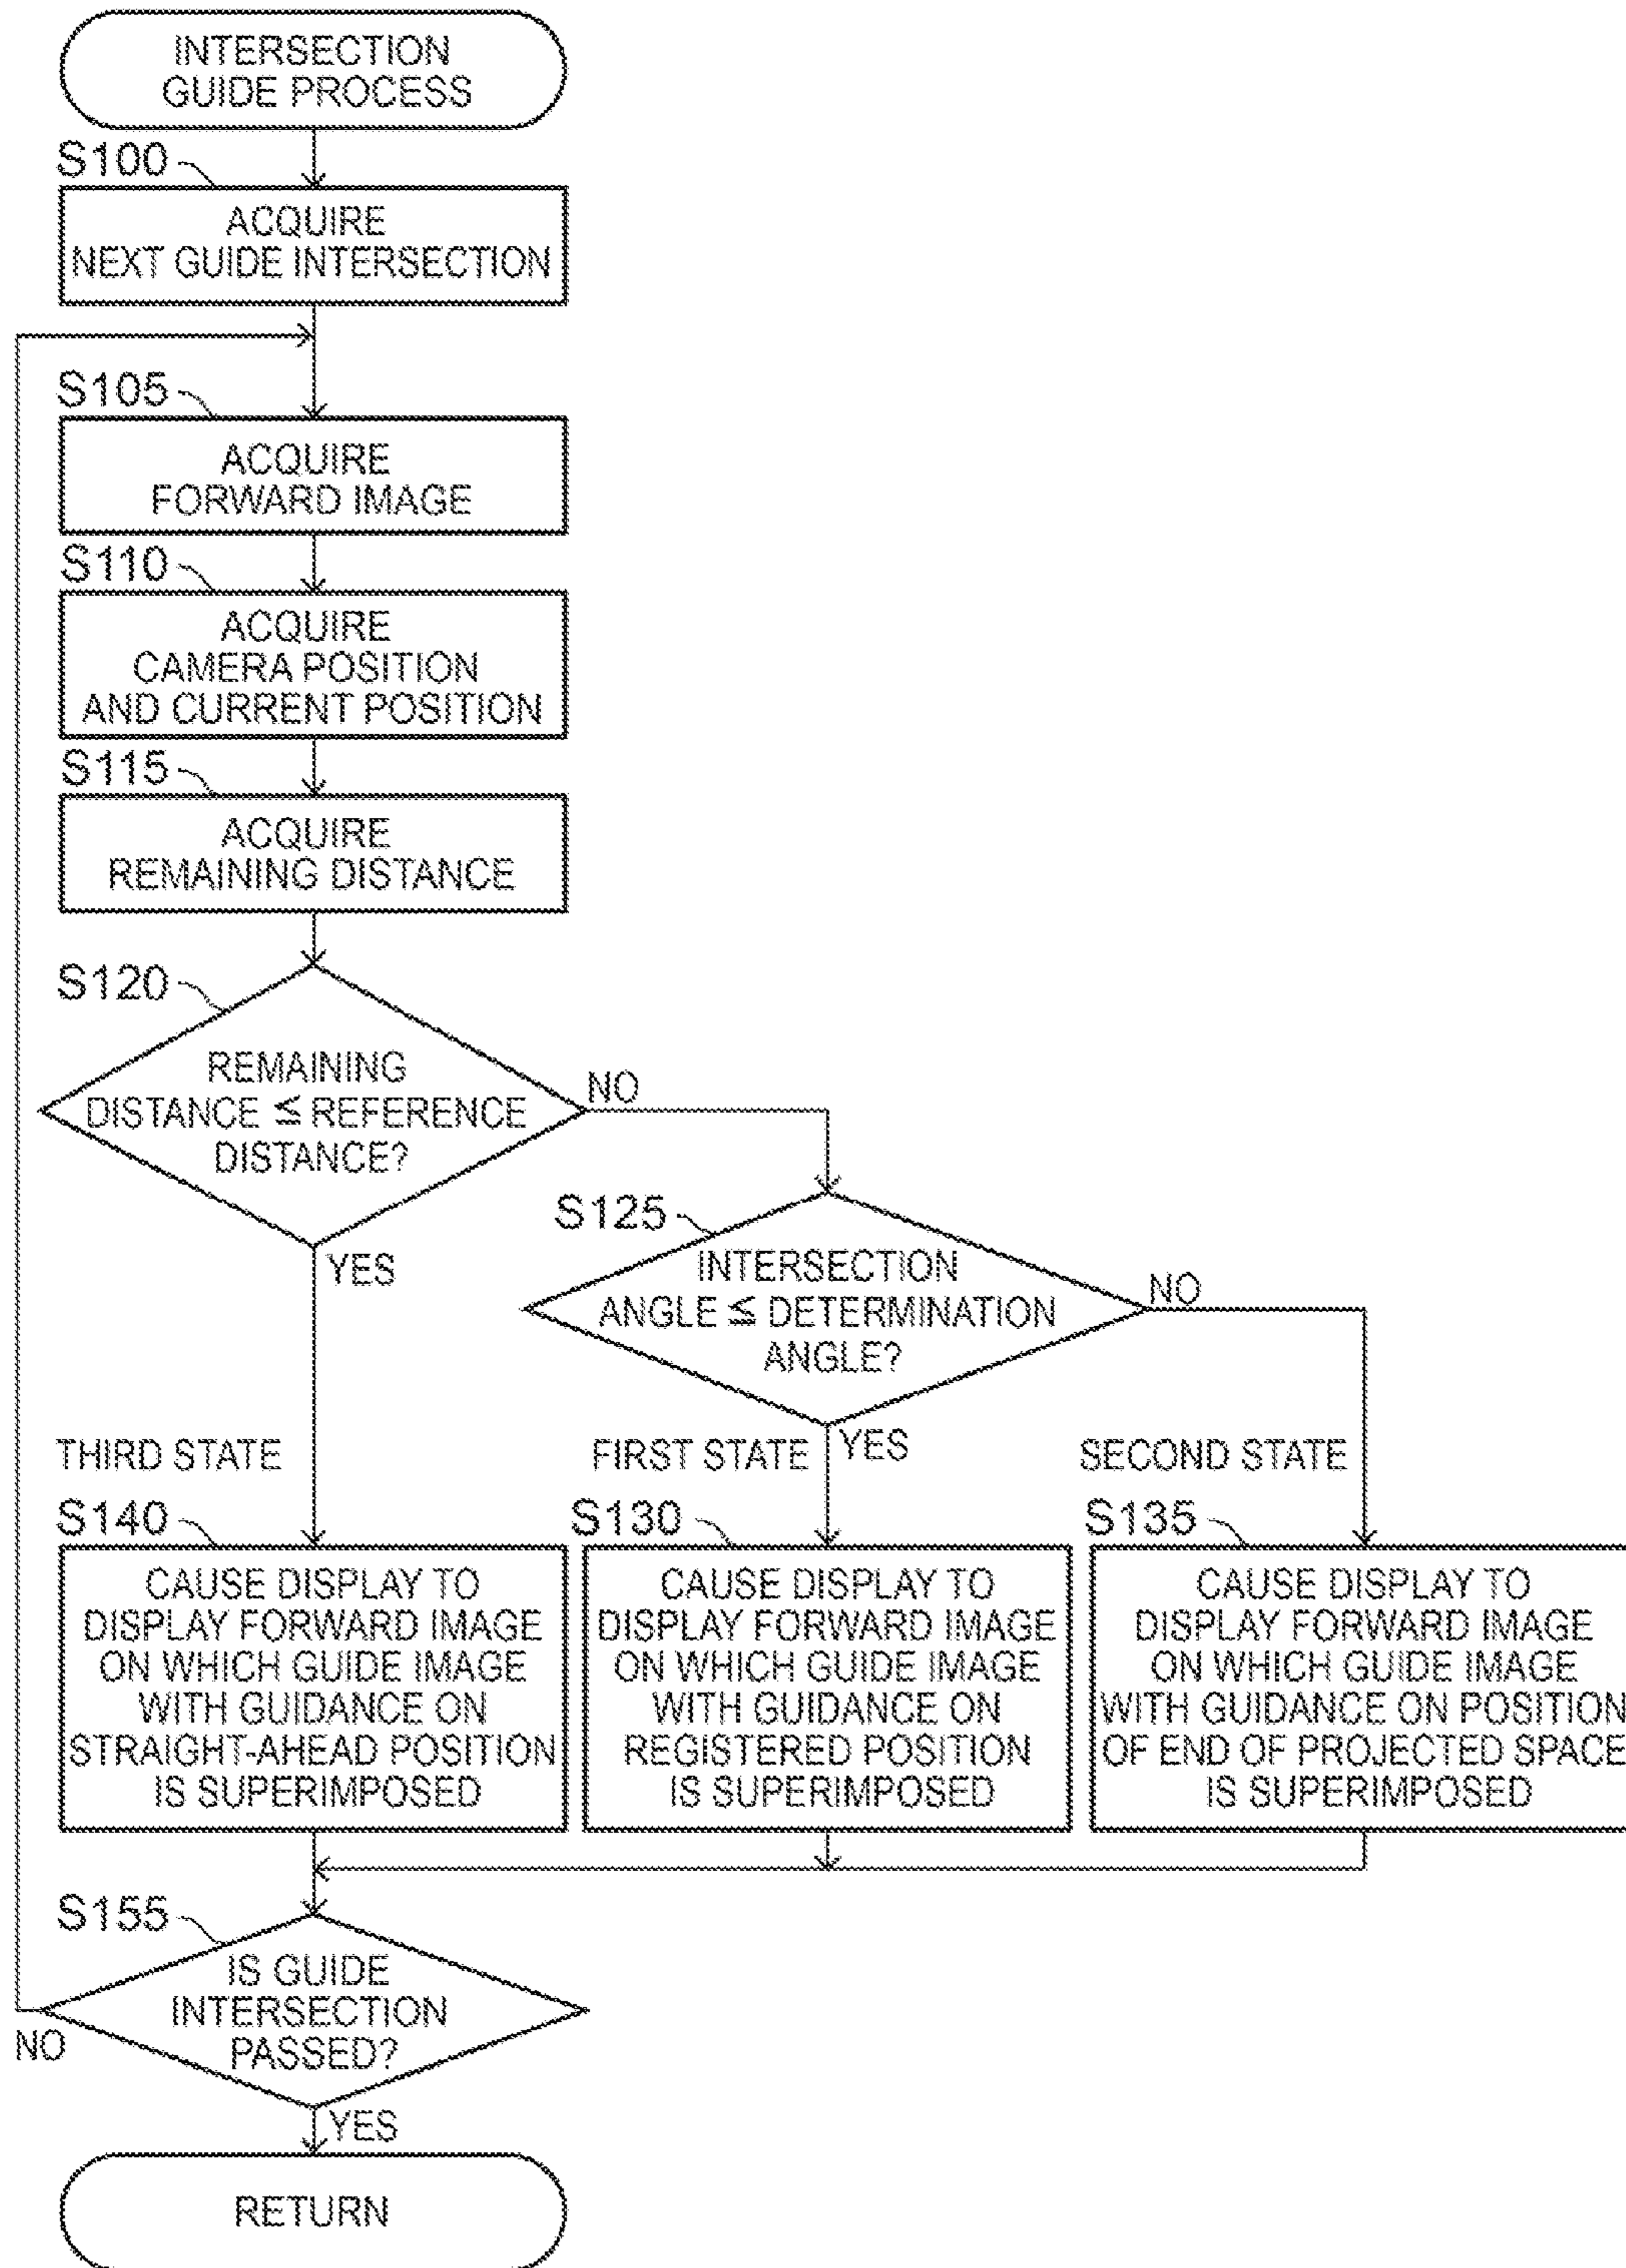 INTERSECTION
GUIDE PROCESS
S100
ACQUIRE
NEXT GUIDE INTERSECTION
S105
ACQUIRE
FORWARD IMAGE
S110
ACQUIRE
CAMERA POSITION
AND CURRENT POSITION
S115
ACQUIRE
REMAINING DISTANCE
S120
REMAINING
DISTANCE ≦ REFERENCE
DISTANCE?
NO
YES
S125
INTERSECTION
ANGLE ≦ DETERMINATION
ANGLE?
NO
YES
THIRD STATE
FIRST STATE
SECOND STATE
S140
CAUSE DISPLAY TO
DISPLAY FORWARD IMAGE
ON WHICH GUIDE IMAGE
WITH GUIDANCE ON
STRAIGHT-AHEAD POSITION
IS SUPERIMPOSED
S130
CAUSE DISPLAY TO
DISPLAY FORWARD IMAGE
ON WHICH GUIDE IMAGE
WITH GUIDANCE ON
REGISTERED POSITION
IS SUPERIMPOSED
S135
CAUSE DISPLAY TO
DISPLAY FORWARD IMAGE
ON WHICH GUIDE IMAGE
WITH GUIDANCE ON POSITION
OF END OF PROJECTED SPACE
IS SUPERIMPOSED
S155
IS GUIDE
INTERSECTION
PASSED?
NO
YES
RETURN